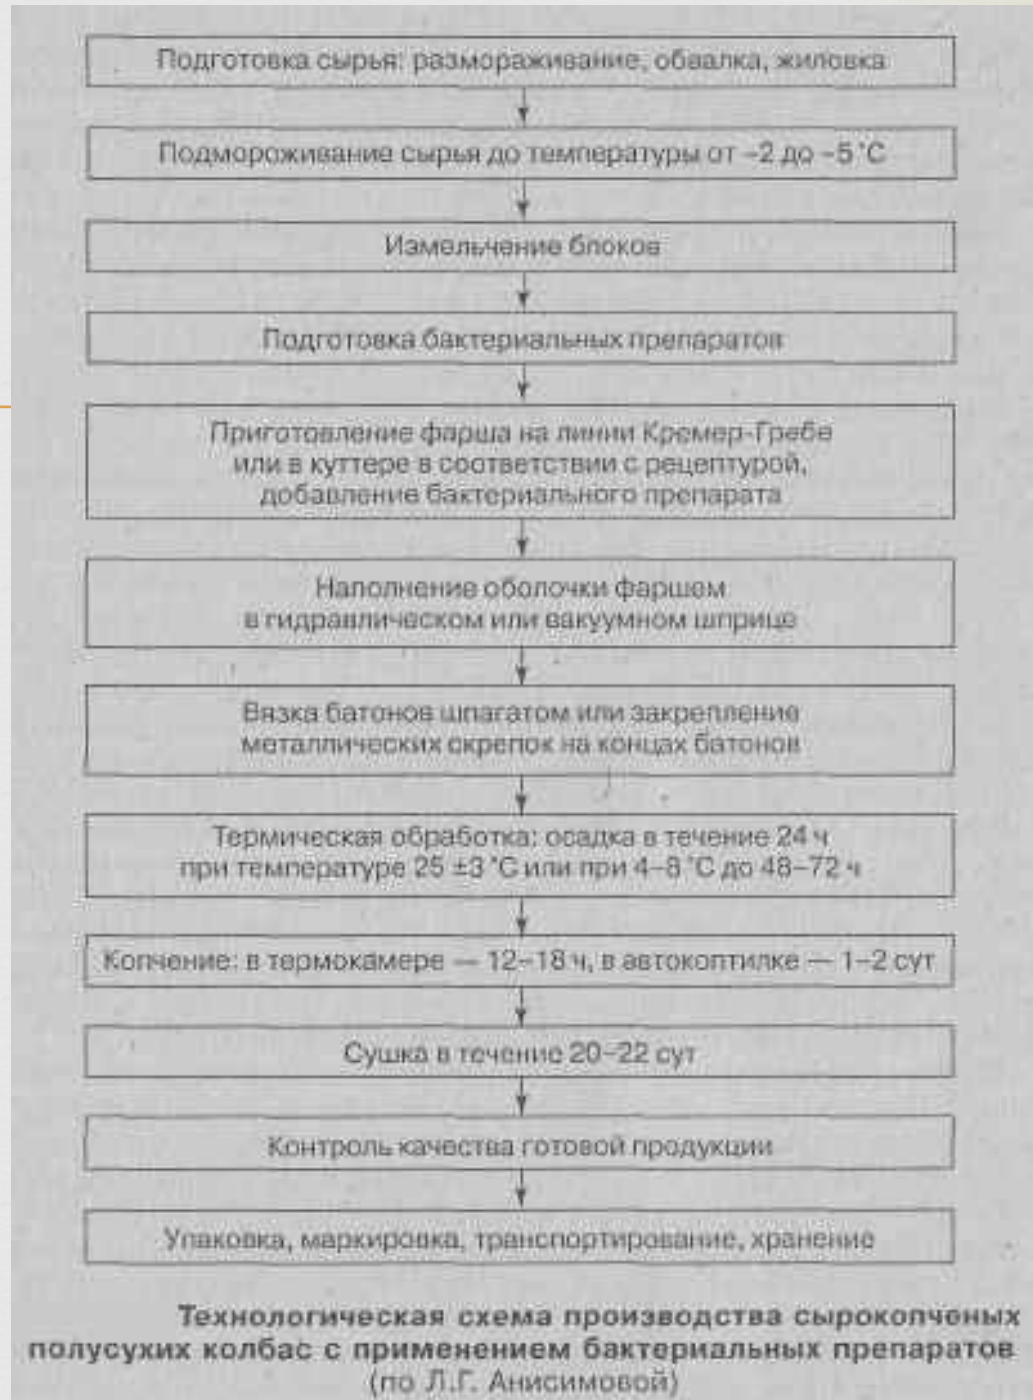 Подготовка сырья: размораживание, обвалка, жиловка
Подмороживание сырья до температуры от –2 до –5 °С
Измельчение блоков
Подготовка бактериальных препаратов
Приготовление фарша на линии Кремер-Гребе
или в куттере в соответствии с рецептурой,
добавление бактериального препарата
Наполнение оболочки фаршем
в гидравлическом или вакуумном шприце
Вязка батонов шпагатом или закрепление
металлических скрепок на концах батонов
Термическая обработка: осадка в течение 24 ч
при температуре 25 ±3 °С или при 4–8 °С до 48–72 ч
Копчение: в термокамере — 12–18 ч, в автокоптилке — 1–2 сут
Сушка в течение 20–22 сут
Контроль качества готовой продукции
Упаковка, маркировка, транспортирование, хранение
Технологическая схема производства сырокопченых
полусухих колбас с применением бактериальных препаратов
(по Л.Г. Анисимовой)